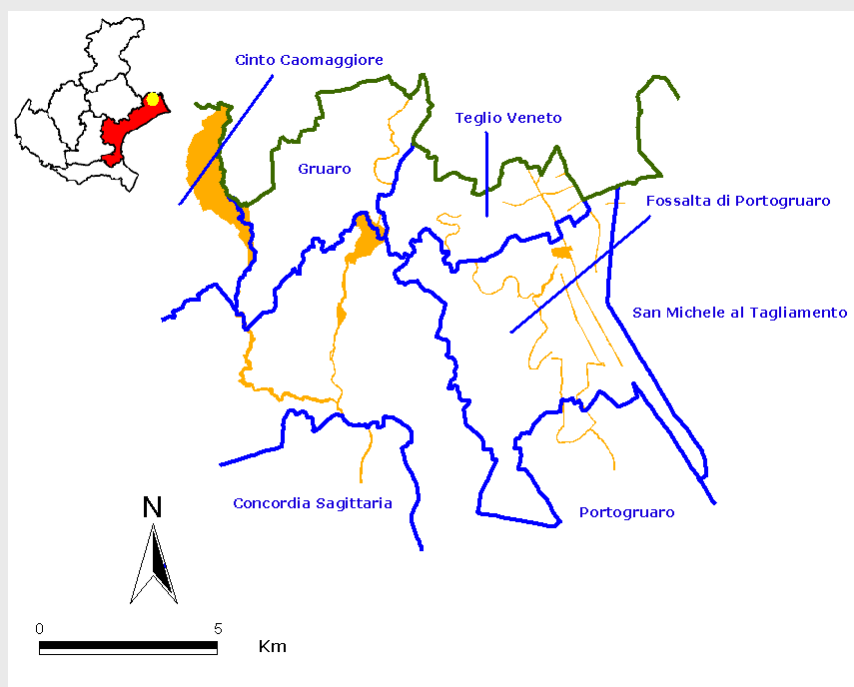 Cinto Caomaggiore
Teglio Veneto
Gruaro
Fossalta di Portogruaro
San Michele al Tagliamento
Concordia Sagittaria
Portogruaro
N
0 5
Km